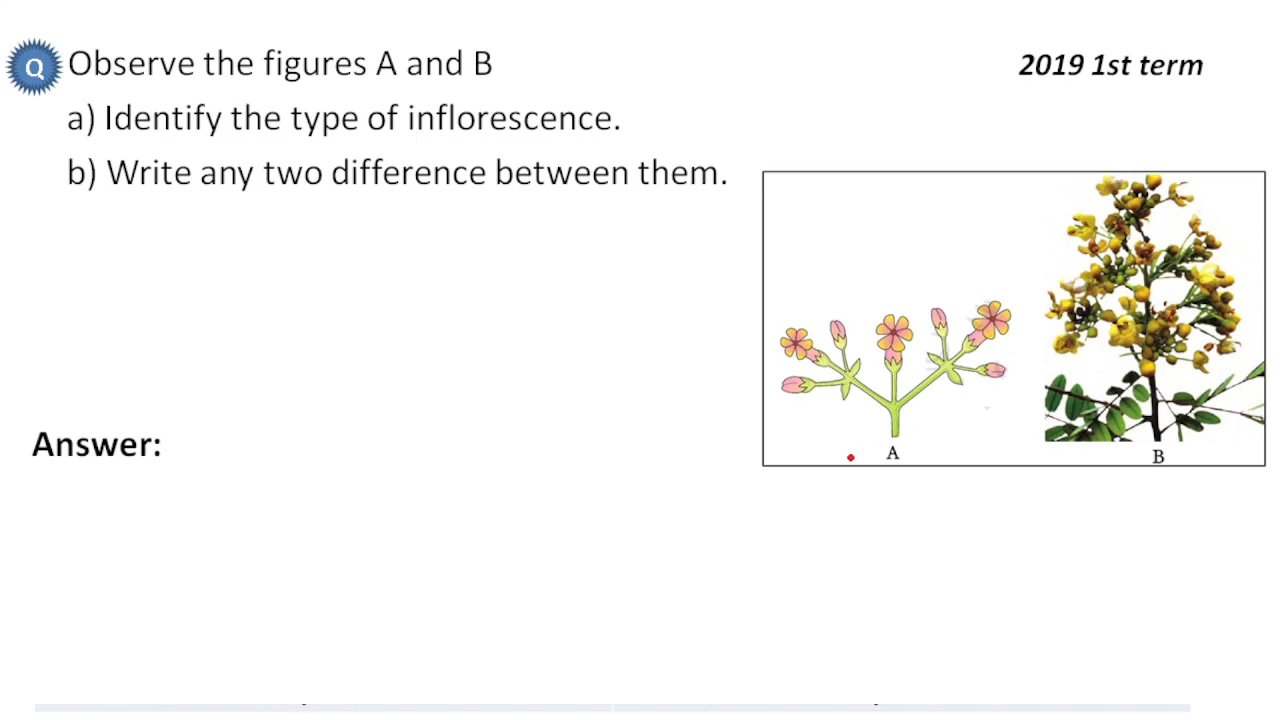 Q Observe the figures A and B
2019 1st term
a) Identify the type of inflorescence.
b) Write any two difference between them.
Answer:
A
B